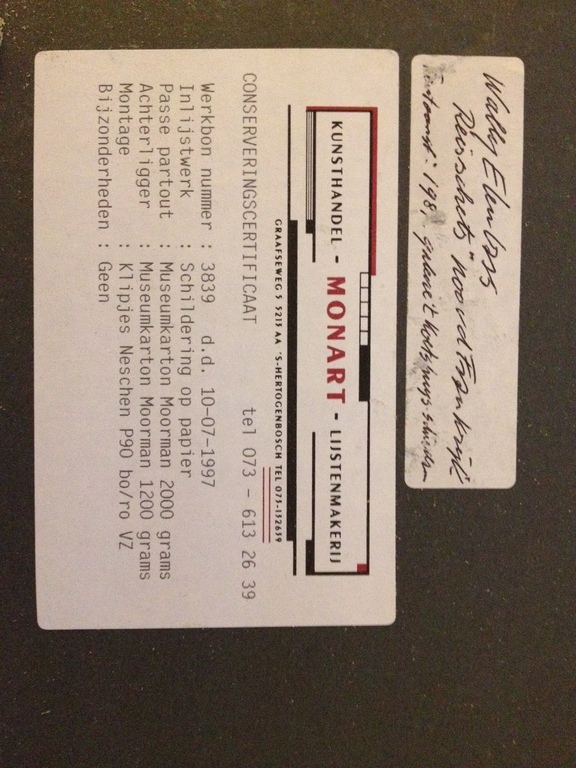 Wally Elenbaas
Reisschets "noord Frankrijk"
KUNSTHANDEL - MONART - LIJSTENMAKERIJ
GRAAFSEWEG 5 5213 AA 'S-HERTOGENBOSCH TEL 073-132659
CONSERVERINGSCERTIFICAAT tel 073 - 613 26 39
Werkbon nummer : 3839 d.d. 10-07-1997
Inlijstwerk : Schildering op papier
Passe partout : Museumkarton Moorman 2000 grams
Achterligger : Museumkarton Moorman 1200 grams
Montage : Klipjes Neschen P90 bo/ro VZ
Bijzonderheden : Geen